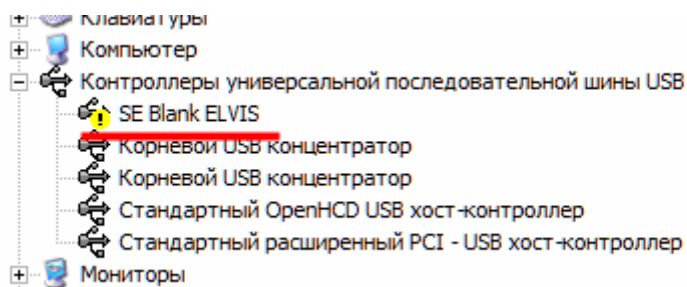 Клавиатуры
Компьютер
Контроллеры универсальной последовательной шины USB
SE Blank ELVIS
Корневой USB концентратор
Корневой USB концентратор
Стандартный OpenHCD USB хост-контроллер
Стандартный расширенный PCI - USB хост-контроллер
Мониторы